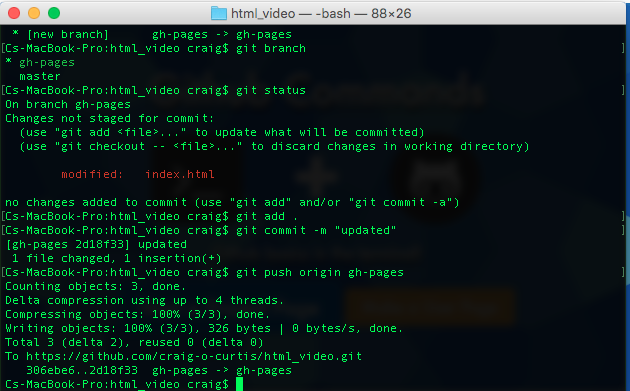 html_video — -bash — 88×26
* [new branch] gh-pages -> gh-pages
[Cs-MacBook-Pro:html_video craig$ git branch ]
* gh-pages
master
[Cs-MacBook-Pro:html_video craig$ git status ]
On branch gh-pages
Changes not staged for commit:
(use "git add <file>..." to update what will be committed)
(use "git checkout -- <file>..." to discard changes in working directory)
modified: index.html
no changes added to commit (use "git add" and/or "git commit -a")
[Cs-MacBook-Pro:html_video craig$ git add . ]
[Cs-MacBook-Pro:html_video craig$ git commit -m "updated" ]
[gh-pages 2d18f33] updated
1 file changed, 1 insertion(+)
[Cs-MacBook-Pro:html_video craig$ git push origin gh-pages ]
Counting objects: 3, done.
Delta compression using up to 4 threads.
Compressing objects: 100% (3/3), done.
Writing objects: 100% (3/3), 326 bytes | 0 bytes/s, done.
Total 3 (delta 2), reused 0 (delta 0)
To https://github.com/craig-o-curtis/html_video.git
306ebe6..2d18f33 gh-pages -> gh-pages
Cs-MacBook-Pro:html_video craig$